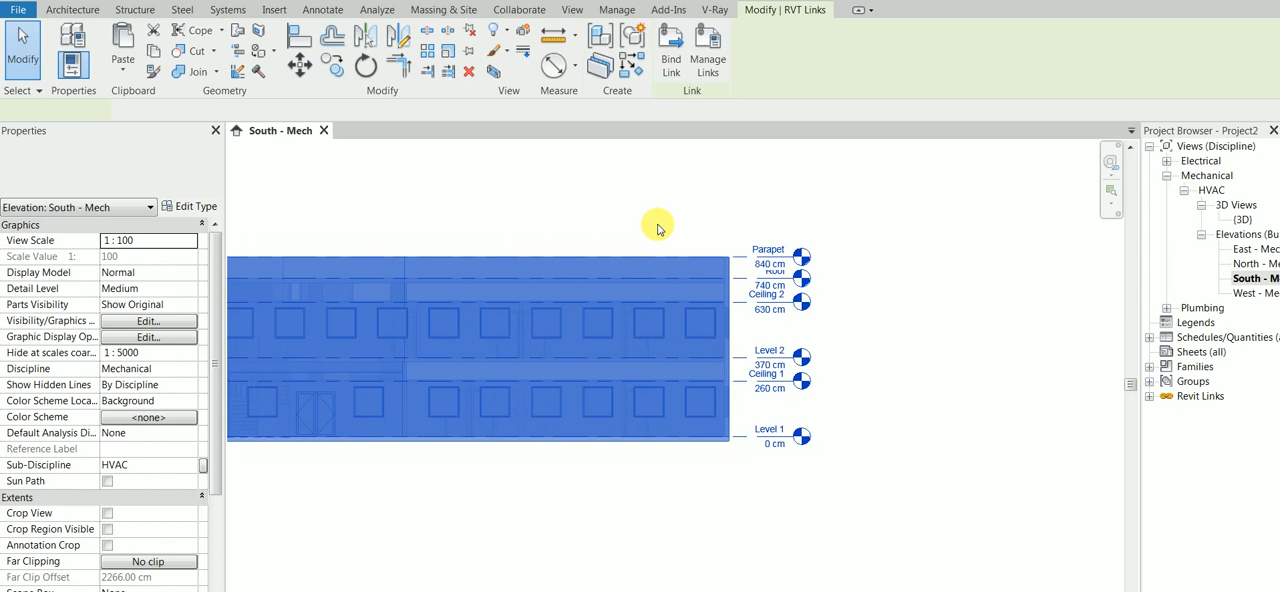 File Architecture Structure Steel Systems Insert Annotate Analyze Massing & Site Collaborate View Manage Add-Ins V-Ray Modify | RVT Links
Modify Paste Cope Cut Join Bind Link Manage Links
Select Properties Clipboard Geometry Modify View Measure Create Link
Properties
South - Mech
Project Browser - Project2
Elevation: South - Mech Edit Type
Graphics
View Scale 1 : 100
Scale Value 1: 100
Display Model Normal
Detail Level Medium
Parts Visibility Show Original
Visibility/Graphics ... Edit...
Graphic Display Op... Edit...
Hide at scales coar... 1 : 5000
Discipline Mechanical
Show Hidden Lines By Discipline
Color Scheme Loca... Background
Color Scheme <none>
Default Analysis Di... None
Reference Label
Sub-Discipline HVAC
Sun Path
Extents
Crop View
Crop Region Visible
Annotation Crop
Far Clipping No clip
Far Clip Offset 2266.00 cm
Parapet
840 cm
Roof
740 cm
Ceiling 2
630 cm
Level 2
370 cm
Ceiling 1
260 cm
Level 1
0 cm
Views (Discipline)
Electrical
Mechanical
HVAC
3D Views
{3D}
Elevations (Bu
East - Mec
North - Me
South - M
West - Me
Plumbing
Legends
Schedules/Quantities (a
Sheets (all)
Families
Groups
Revit Links